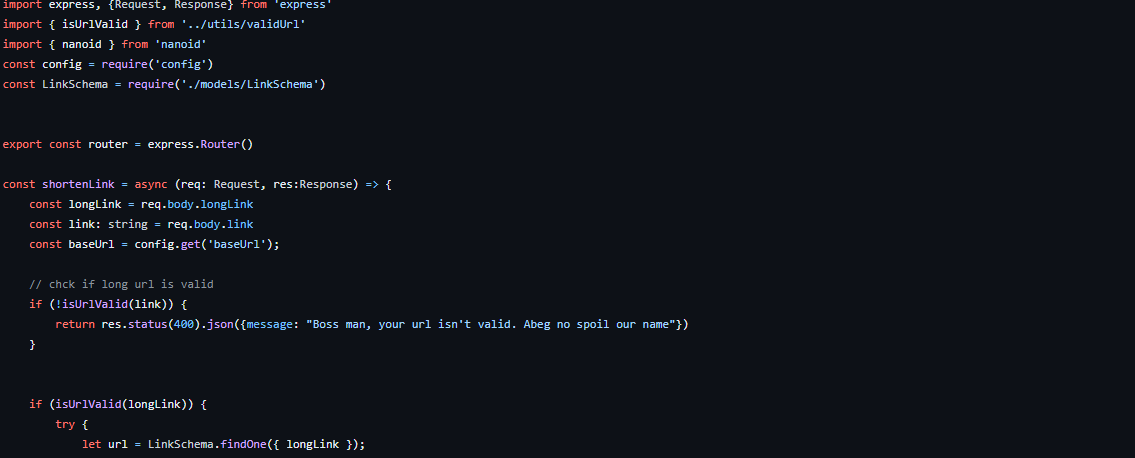 import express, {Request, Response} from 'express'
import { isUrlValid } from '../utils/validUrl'
import { nanoid } from 'nanoid'
const config = require('config')
const LinkSchema = require('./models/LinkSchema')
export const router = express.Router()
const shortenLink = async (req: Request, res:Response) => {
    const longLink = req.body.longLink
    const link: string = req.body.link
    const baseUrl = config.get('baseUrl');
    // chck if long url is valid
    if (!isUrlValid(link)) {
        return res.status(400).json({message: "Boss man, your url isn't valid. Abeg no spoil our name"})
    }
    if (isUrlValid(longLink)) {
        try {
            let url = LinkSchema.findOne({ longLink });